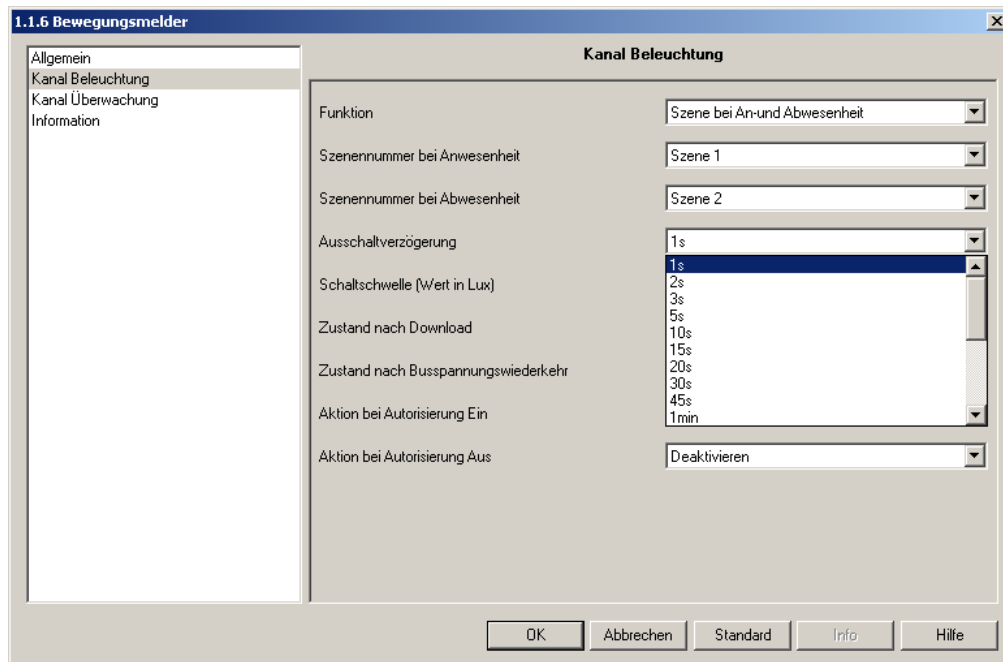 1.1.6 Bewegungsmelder
Allgemein
Kanal Beleuchtung
Kanal Überwachung
Information
Kanal Beleuchtung
Funktion
Szene bei An-und Abwesenheit
Szenennummer bei Anwesenheit
Szene 1
Szenennummer bei Abwesenheit
Szene 2
Ausschaltverzögerung
1s
1s
2s
3s
5s
10s
15s
20s
30s
45s
1min
Schaltschwelle (Wert in Lux)
Zustand nach Download
Zustand nach Busspannungswiederkehr
Aktion bei Autorisierung Ein
Aktion bei Autorisierung Aus
Deaktivieren
OK
Abbrechen
Standard
Info
Hilfe